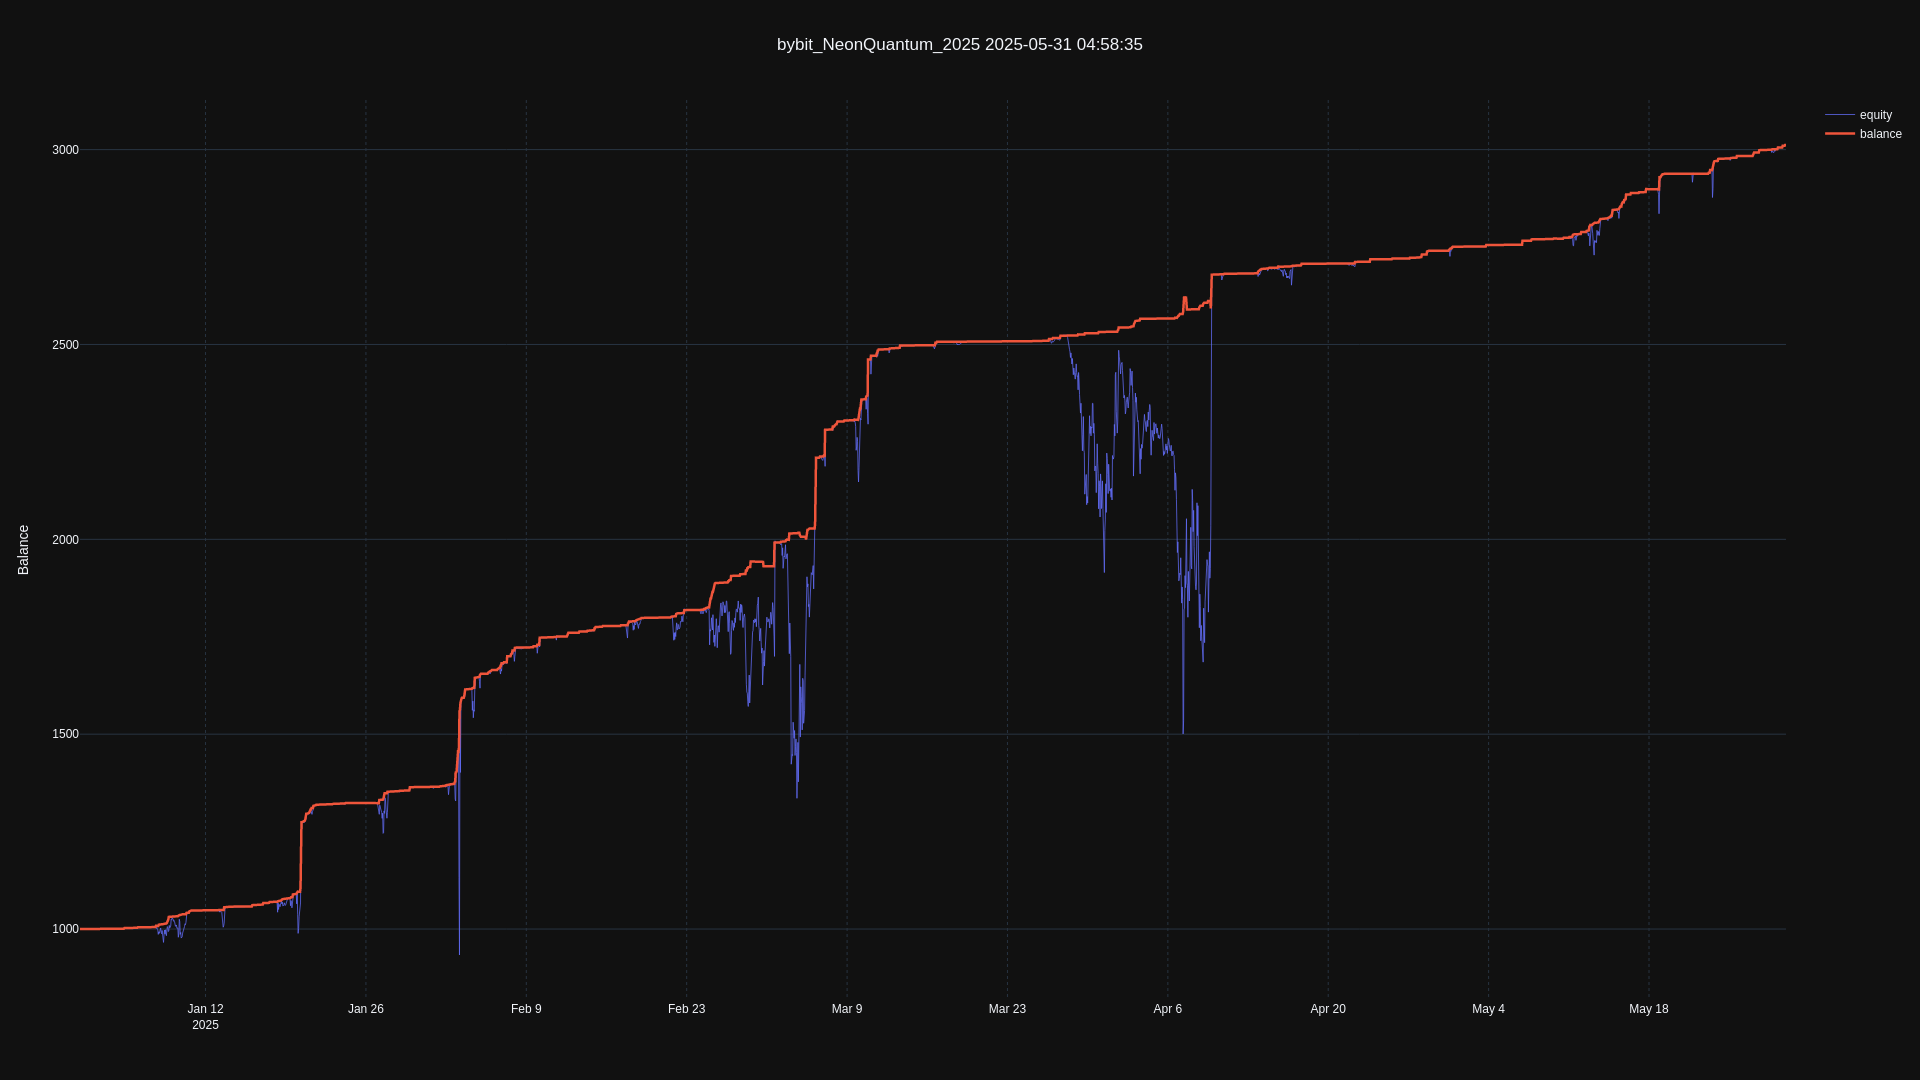 bybit_NeonQuantum_2025 2025-05-31 04:58:35
equity
balance
3000
2500
2000
1500
1000
Balance
Jan 12
2025
Jan 26
Feb 9
Feb 23
Mar 9
Mar 23
Apr 6
Apr 20
May 4
May 18